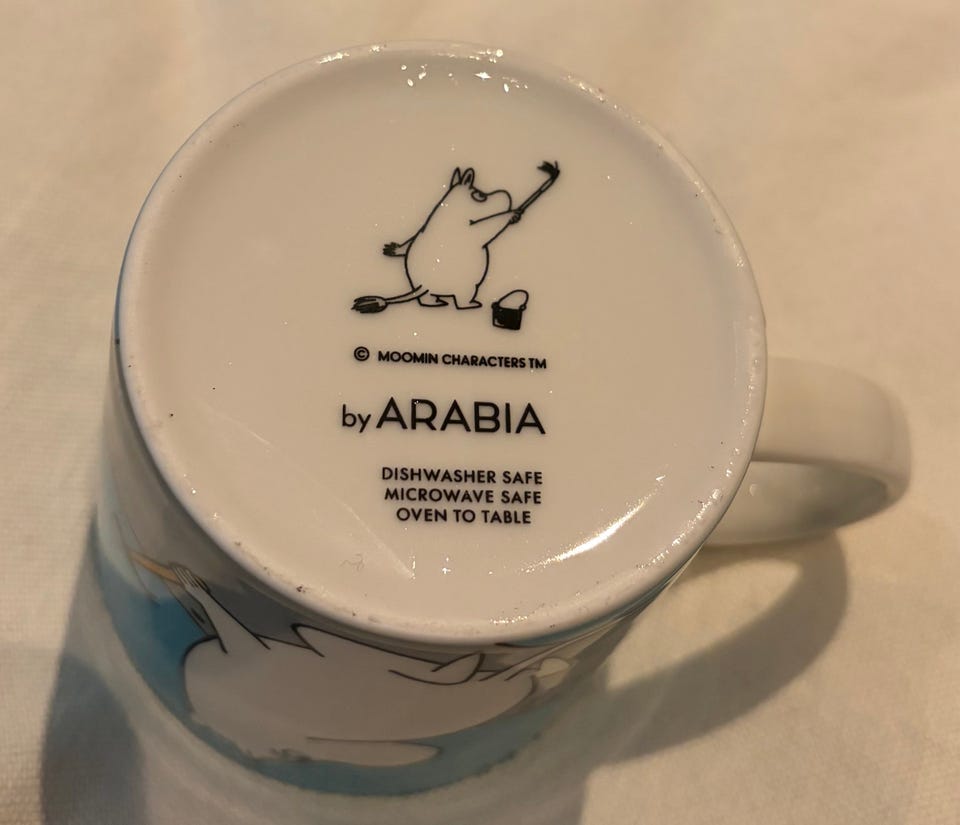 © MOOMIN CHARACTERS TM
by ARABIA
DISHWASHER SAFE
MICROWAVE SAFE
OVEN TO TABLE